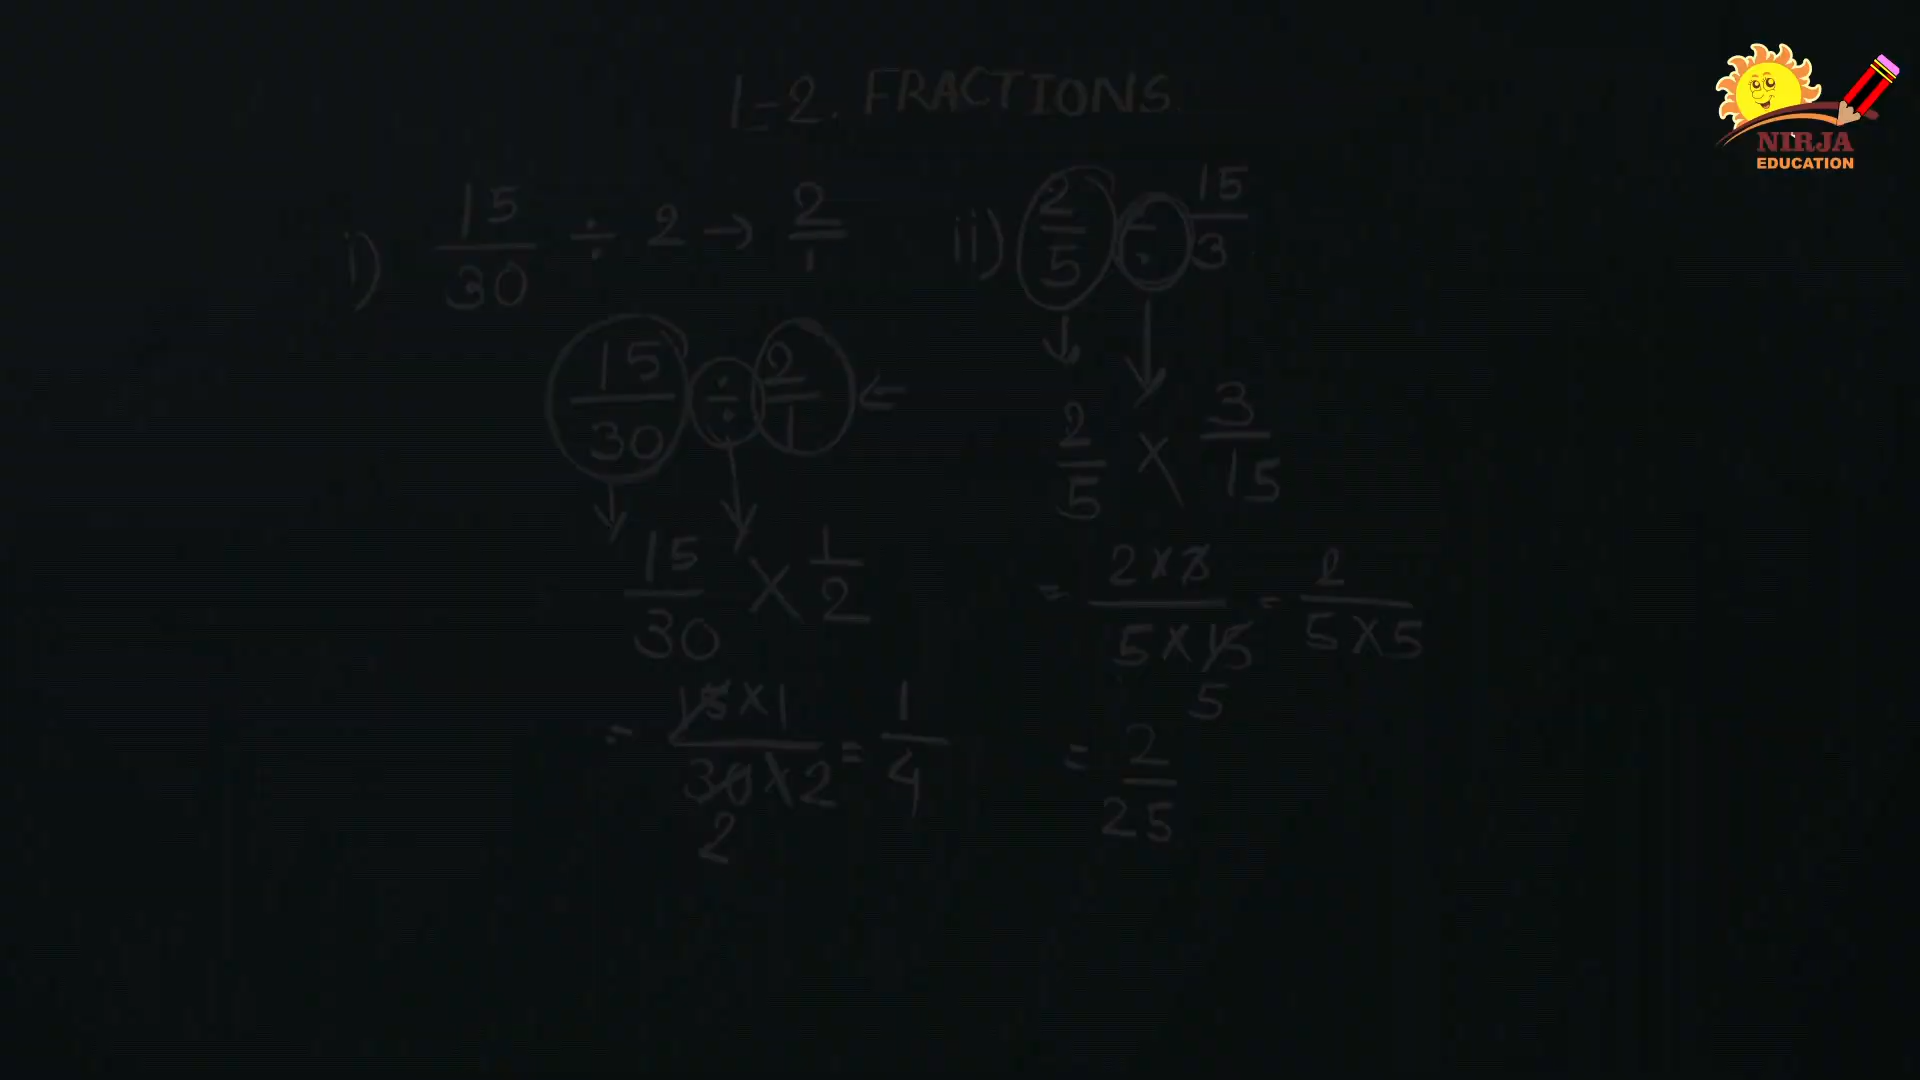 L-2. FRACTIONS.
i) 15/30 ÷ 2 → 2/1
15/30 ÷ 2/1 ←
↓ ↓
15/30 × 1/2
= 15×1/30×2 = 1/4
2
ii) 2/5 ÷ 15/3
↓ ↓
2/5 × 3/15
= 2×3/5×15 = 2/5×5
5
= 2/25
NIRJA
EDUCATION